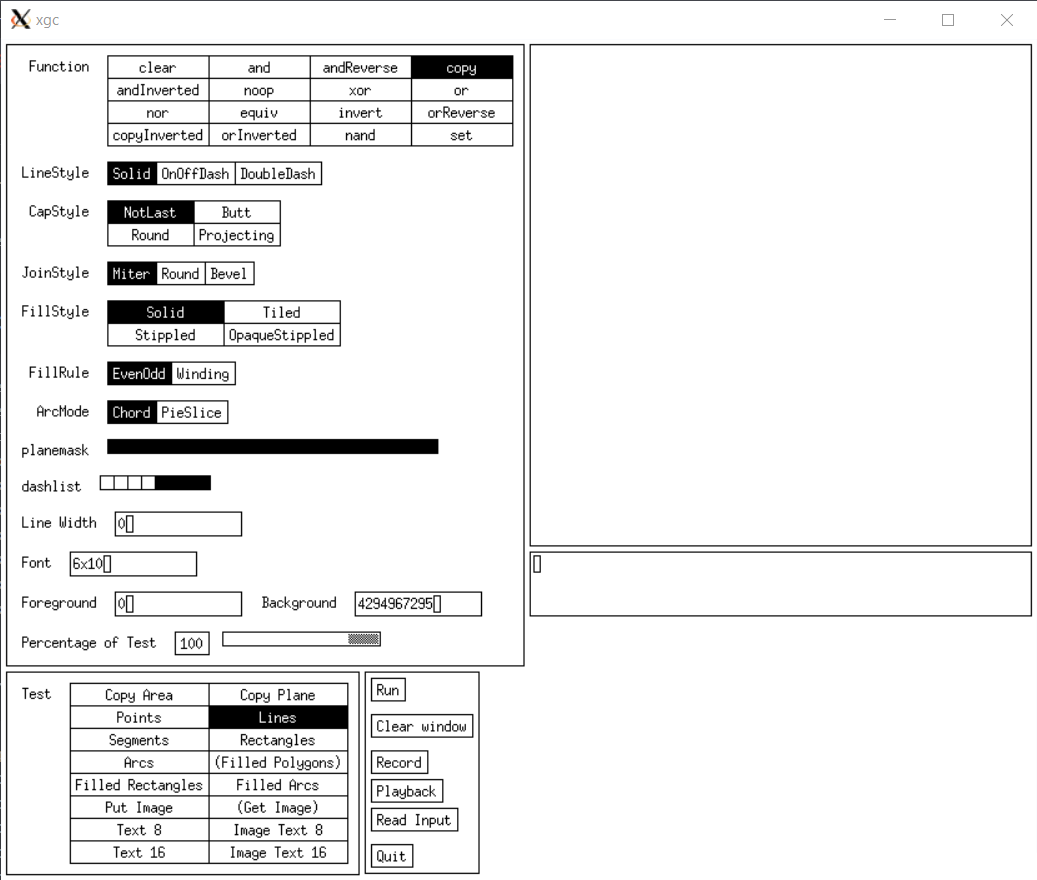 xgc
Function clear and andReverse copy
andInverted noop xor or
nor equiv invert orReverse
copyInverted orInverted nand set
LineStyle Solid OnOffDash DoubleDash
CapStyle NotLast Butt
Round Projecting
JoinStyle Miter Round Bevel
FillStyle Solid Tiled
Stippled OpaqueStippled
FillRule EvenOdd Winding
ArcMode Chord PieSlice
planemask
dashlist
Line Width 0
Font 6x10
Foreground 0 Background 4294967295
Percentage of Test 100
Test Copy Area Copy Plane
Points Lines
Segments Rectangles
Arcs (Filled Polygons)
Filled Rectangles Filled Arcs
Put Image (Get Image)
Text 8 Image Text 8
Text 16 Image Text 16
Run
Clear window
Record
Playback
Read Input
Quit